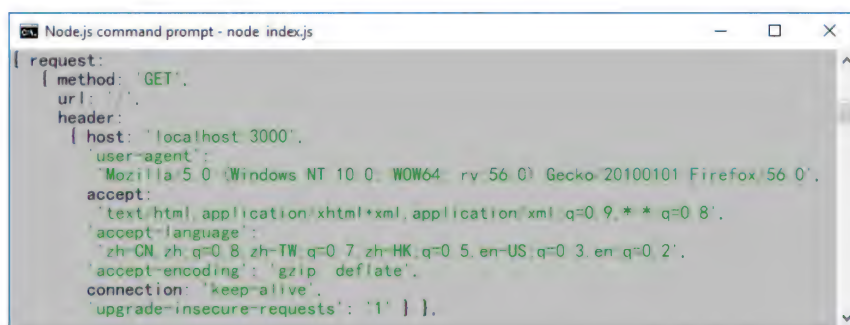 Node.js command prompt - node index.js
{ request:
{ method: 'GET',
url: '/',
header:
{ host: 'localhost:3000',
'user-agent':
'Mozilla/5.0 (Windows NT 10.0; WOW64; rv:56.0) Gecko/20100101 Firefox/56.0',
accept:
'text/html,application/xhtml+xml,application/xml;q=0.9,*/*;q=0.8',
'accept-language':
'zh-CN,zh;q=0.8,zh-TW;q=0.7,zh-HK;q=0.5,en-US;q=0.3,en;q=0.2',
'accept-encoding': 'gzip, deflate',
connection: 'keep-alive',
'upgrade-insecure-requests': '1' } },